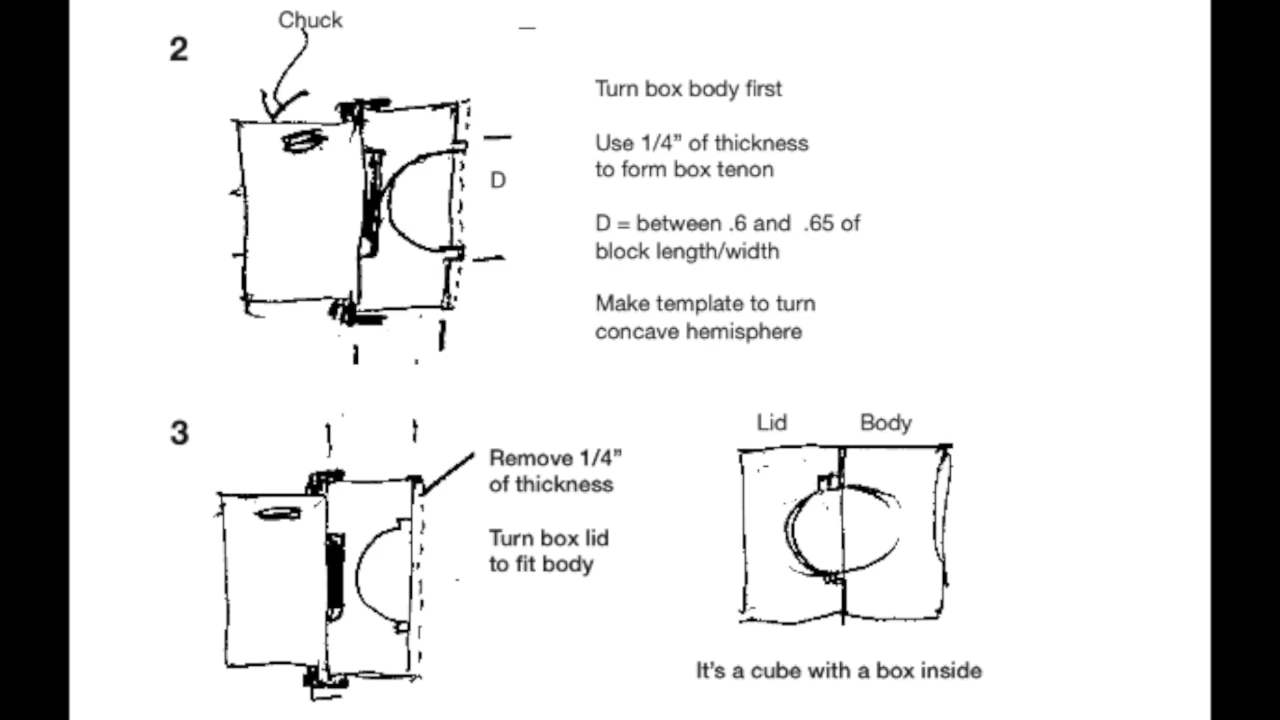 Chuck
2
Turn box body first
Use 1/4” of thickness
to form box tenon
D
D = between .6 and .65 of
block length/width
Make template to turn
concave hemisphere
3
Remove 1/4”
of thickness
Turn box lid
to fit body
Lid Body
It’s a cube with a box inside